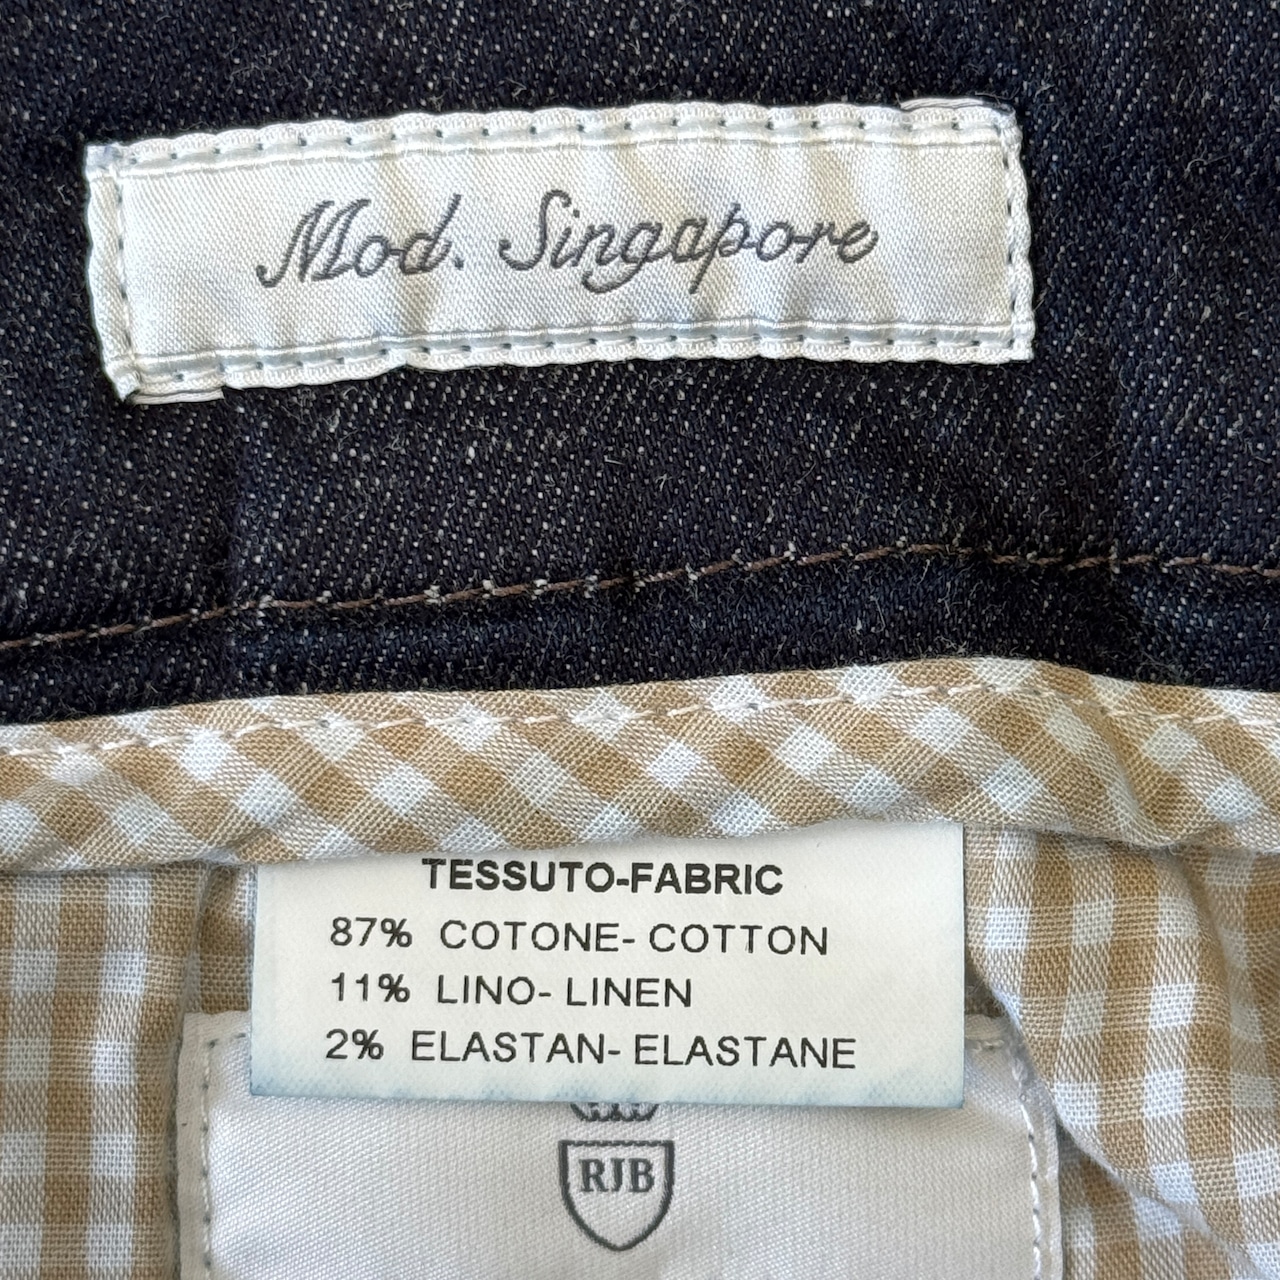 Mod. Singapore
TESSUTO-FABRIC
87% COTONE- COTTON
11% LINO- LINEN
2% ELASTAN- ELASTANE
RJB